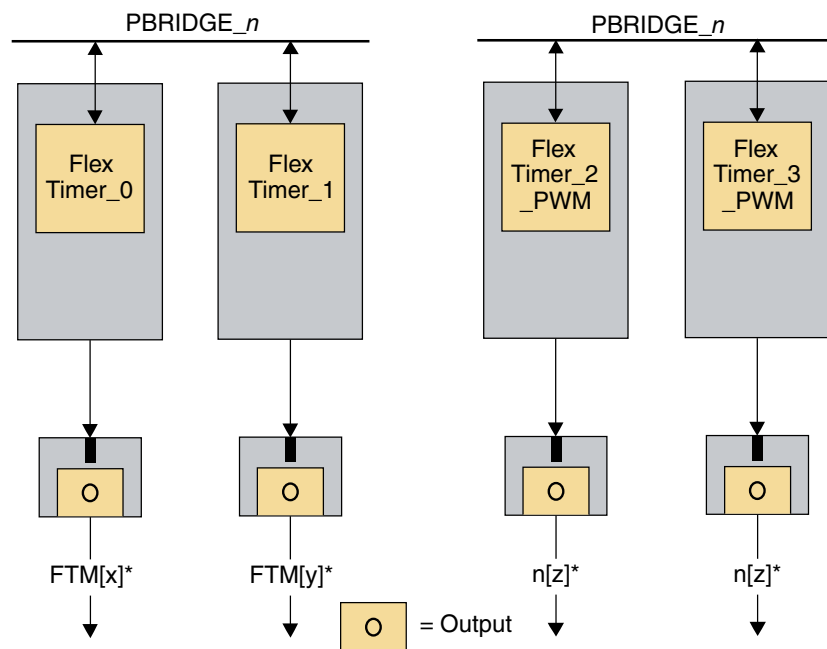 PBRIDGE_n
PBRIDGE_n
Flex
Timer_0
Flex
Timer_1
Flex
Timer_2
_PWM
Flex
Timer_3
_PWM
O
O
O
O
FTM[x]*
FTM[y]*
n[z]*
n[z]*
O = Output